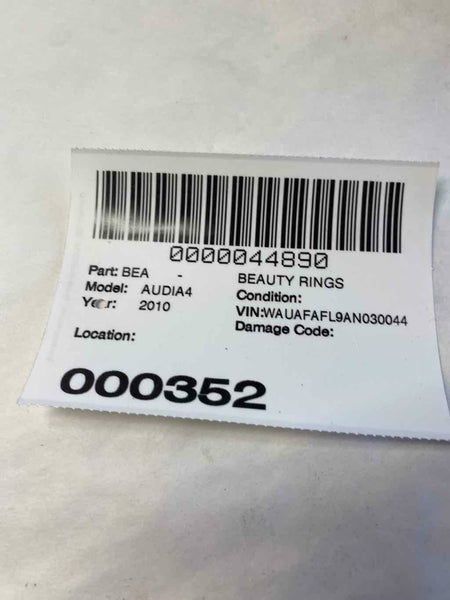 0000044890
Part: BEA - BEAUTY RINGS
Model: AUDIA4 Condition:
Year: 2010 VIN:WAUAFAFL9AN030044
Location: Damage Code:
000352